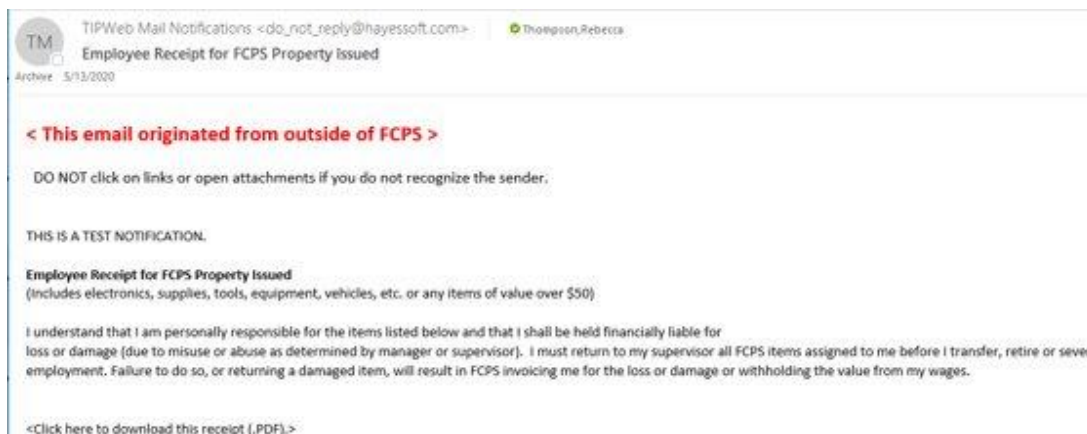 TM
TIPWeb Mail Notifications <do_not_reply@hayessoft.com> Thompson,Rebecca
Employee Receipt for FCPS Property Issued
Archive 5/13/2020
< This email originated from outside of FCPS >
DO NOT click on links or open attachments if you do not recognize the sender.
THIS IS A TEST NOTIFICATION.
Employee Receipt for FCPS Property Issued
(Includes electronics, supplies, tools, equipment, vehicles, etc. or any items of value over $50)
I understand that I am personally responsible for the items listed below and that I shall be held financially liable for
loss or damage (due to misuse or abuse as determined by manager or supervisor). I must return to my supervisor all FCPS items assigned to me before I transfer, retire or seve
employment. Failure to do so, or returning a damaged item, will result in FCPS invoicing me for the loss or damage or withholding the value from my wages.
<Click here to download this receipt (.PDF).>